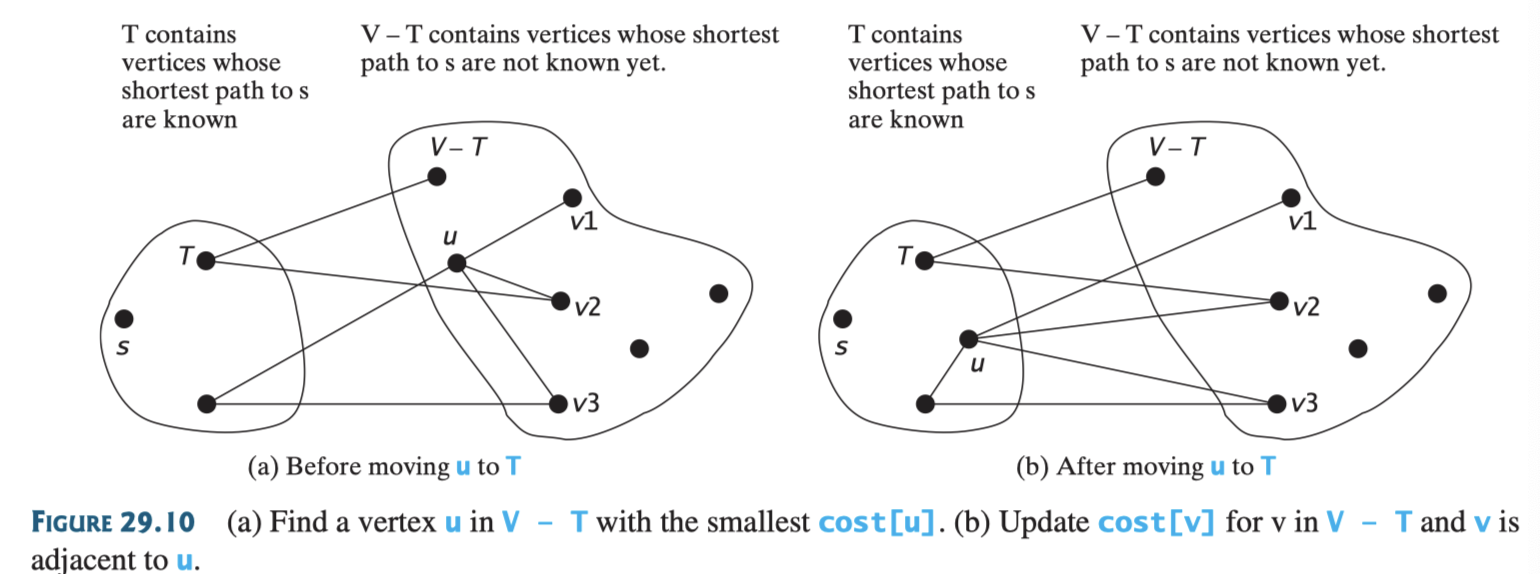 T contains
vertices whose
shortest path to s
are known
V – T contains vertices whose shortest
path to s are not known yet.
V – T
T
s
u
v1
v2
v3
(a) Before moving u to T
T contains
vertices whose
shortest path to s
are known
V – T contains vertices whose shortest
path to s are not known yet.
V – T
T
s
u
v1
v2
v3
(b) After moving u to T
FIGURE 29.10 (a) Find a vertex u in V – T with the smallest cost[u]. (b) Update cost[v] for v in V – T and v is
adjacent to u.